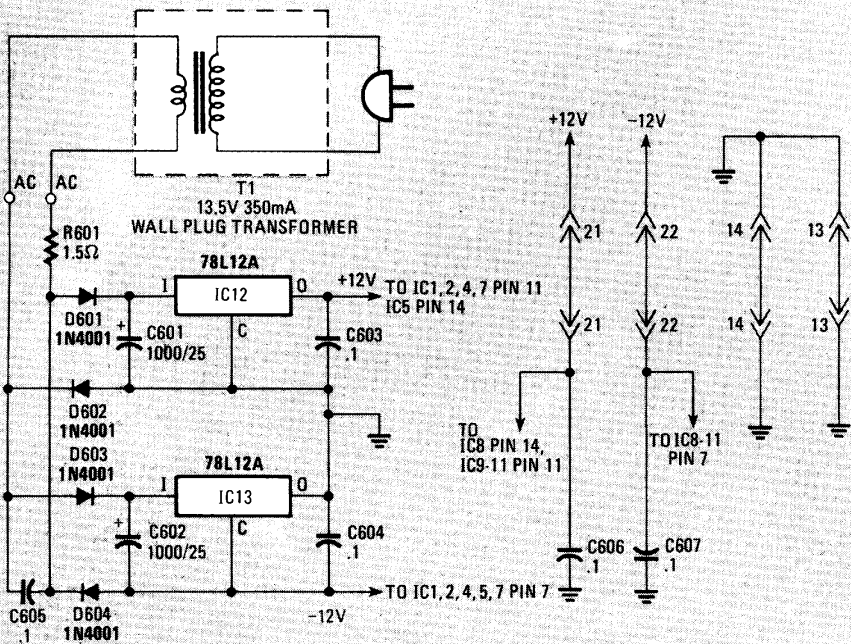 T1
13.5V 350mA
WALL PLUG TRANSFORMER
AC AC
R601
1.5Ω
D601
1N4001
78L12A
I IC12 O
C
+12V
TO IC1, 2, 4, 7 PIN 11
IC5 PIN 14
+
C601
1000/25
C603
.1
D602
1N4001
D603
1N4001
78L12A
I IC13 O
C
+
C602
1000/25
C604
.1
C605
.1
D604
1N4001
-12V
TO IC1, 2, 4, 5, 7 PIN 7
+12V
-12V
21
22
14
13
21
22
14
13
TO
IC8 PIN 14,
IC9-11 PIN 11
TO IC8-11
PIN 7
C606
.1
C607
.1